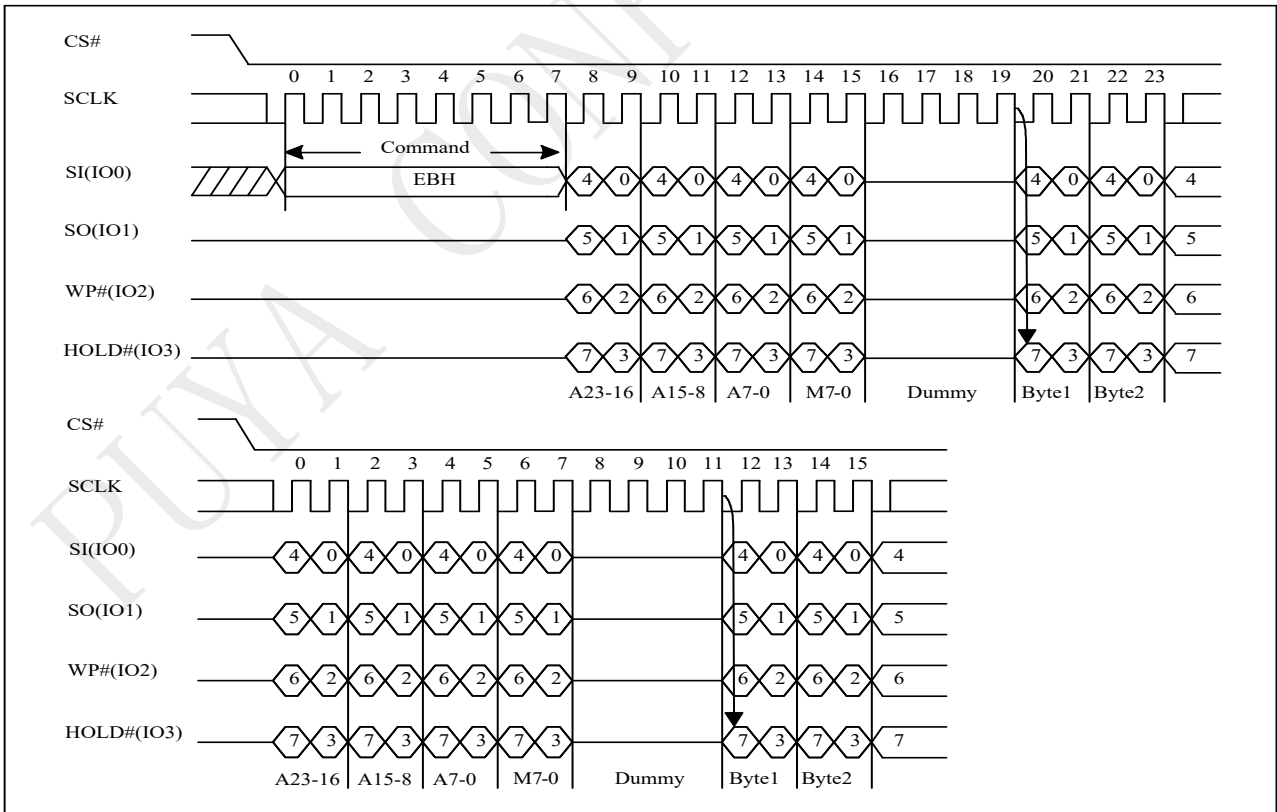 CS#
0 1 2 3 4 5 6 7 8 9 10 11 12 13 14 15 16 17 18 19 20 21 22 23
SCLK
Command
SI(IO0) EBH 4 0 4 0 4 0 4 0 4 0 4 0 4
SO(IO1) 5 1 5 1 5 1 5 1 5 1 5 1 5
WP#(IO2) 6 2 6 2 6 2 6 2 6 2 6 2 6
HOLD#(IO3) 7 3 7 3 7 3 7 3 7 3 7 3 7
A23-16 A15-8 A7-0 M7-0 Dummy Byte1 Byte2
CS#
0 1 2 3 4 5 6 7 8 9 10 11 12 13 14 15
SCLK
SI(IO0) 4 0 4 0 4 0 4 0 4 0 4 0 4
SO(IO1) 5 1 5 1 5 1 5 1 5 1 5 1 5
WP#(IO2) 6 2 6 2 6 2 6 2 6 2 6 2 6
HOLD#(IO3) 7 3 7 3 7 3 7 3 7 3 7 3 7
A23-16 A15-8 A7-0 M7-0 Dummy Byte1 Byte2
PUYA